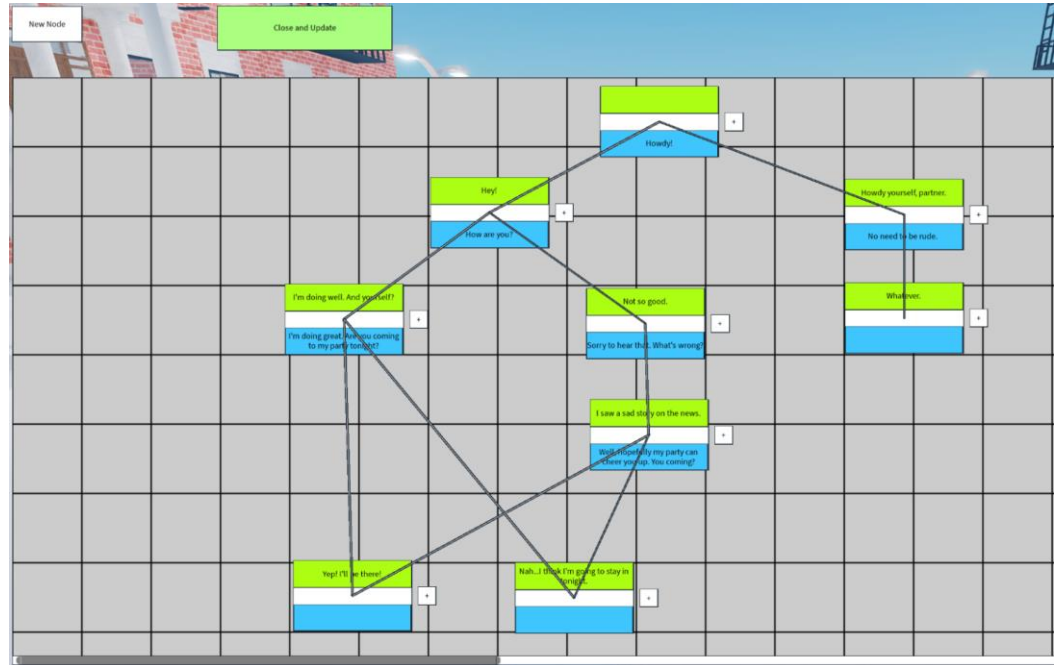 New Node
Close and Update
+
Howdy!
Hey!
+
How are you?
Howdy yourself, partner.
+
No need to be rude.
I'm doing well. And yourself?
+
I'm doing great. Are you coming
to my party tonight?
Not so good.
+
Sorry to hear that. What's wrong?
Whatever.
+
I saw a sad story on the news.
+
Well, hopefully my party can
cheer you up. You coming?
Yep! I'll be there!
+
Nah...I think I'm going to stay in
tonight.
+